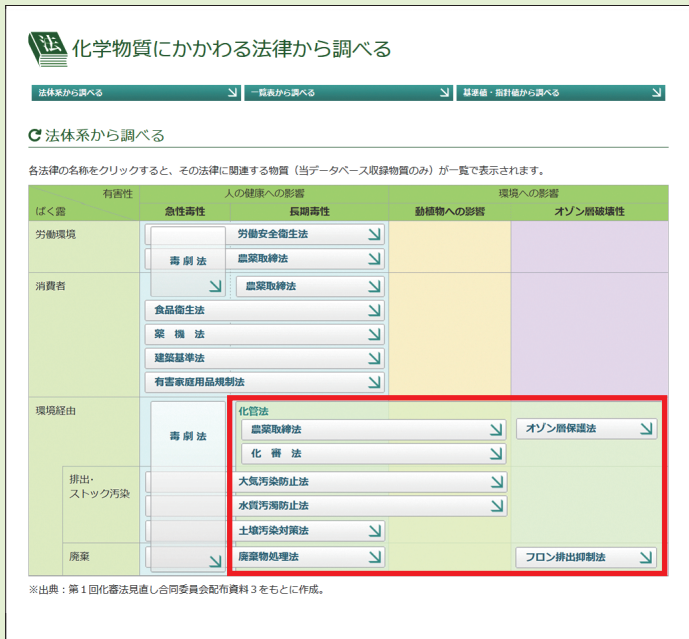 法
化学物質にかかわる法律から調べる
法体系から調べる
一覧表から調べる
基準値・指針値から調べる
法体系から調べる
各法律の名称をクリックすると、その法律に関連する物質（当データベース収録物質のみ）が一覧で表示されます。
有害性
人の健康への影響
環境への影響
ばく露
急性毒性
長期毒性
動植物への影響
オゾン層破壊性
労働環境
労働安全衛生法
毒 劇 法
農薬取締法
消費者
農薬取締法
食品衛生法
薬 機 法
建築基準法
有害家庭用品規制法
環境経由
化管法
毒 劇 法
農薬取締法
オゾン層保護法
化 審 法
排出・
ストック汚染
大気汚染防止法
水質汚濁防止法
土壌汚染対策法
廃棄
廃棄物処理法
フロン排出抑制法
※出典：第１回化審法見直し合同委員会配布資料３をもとに作成。